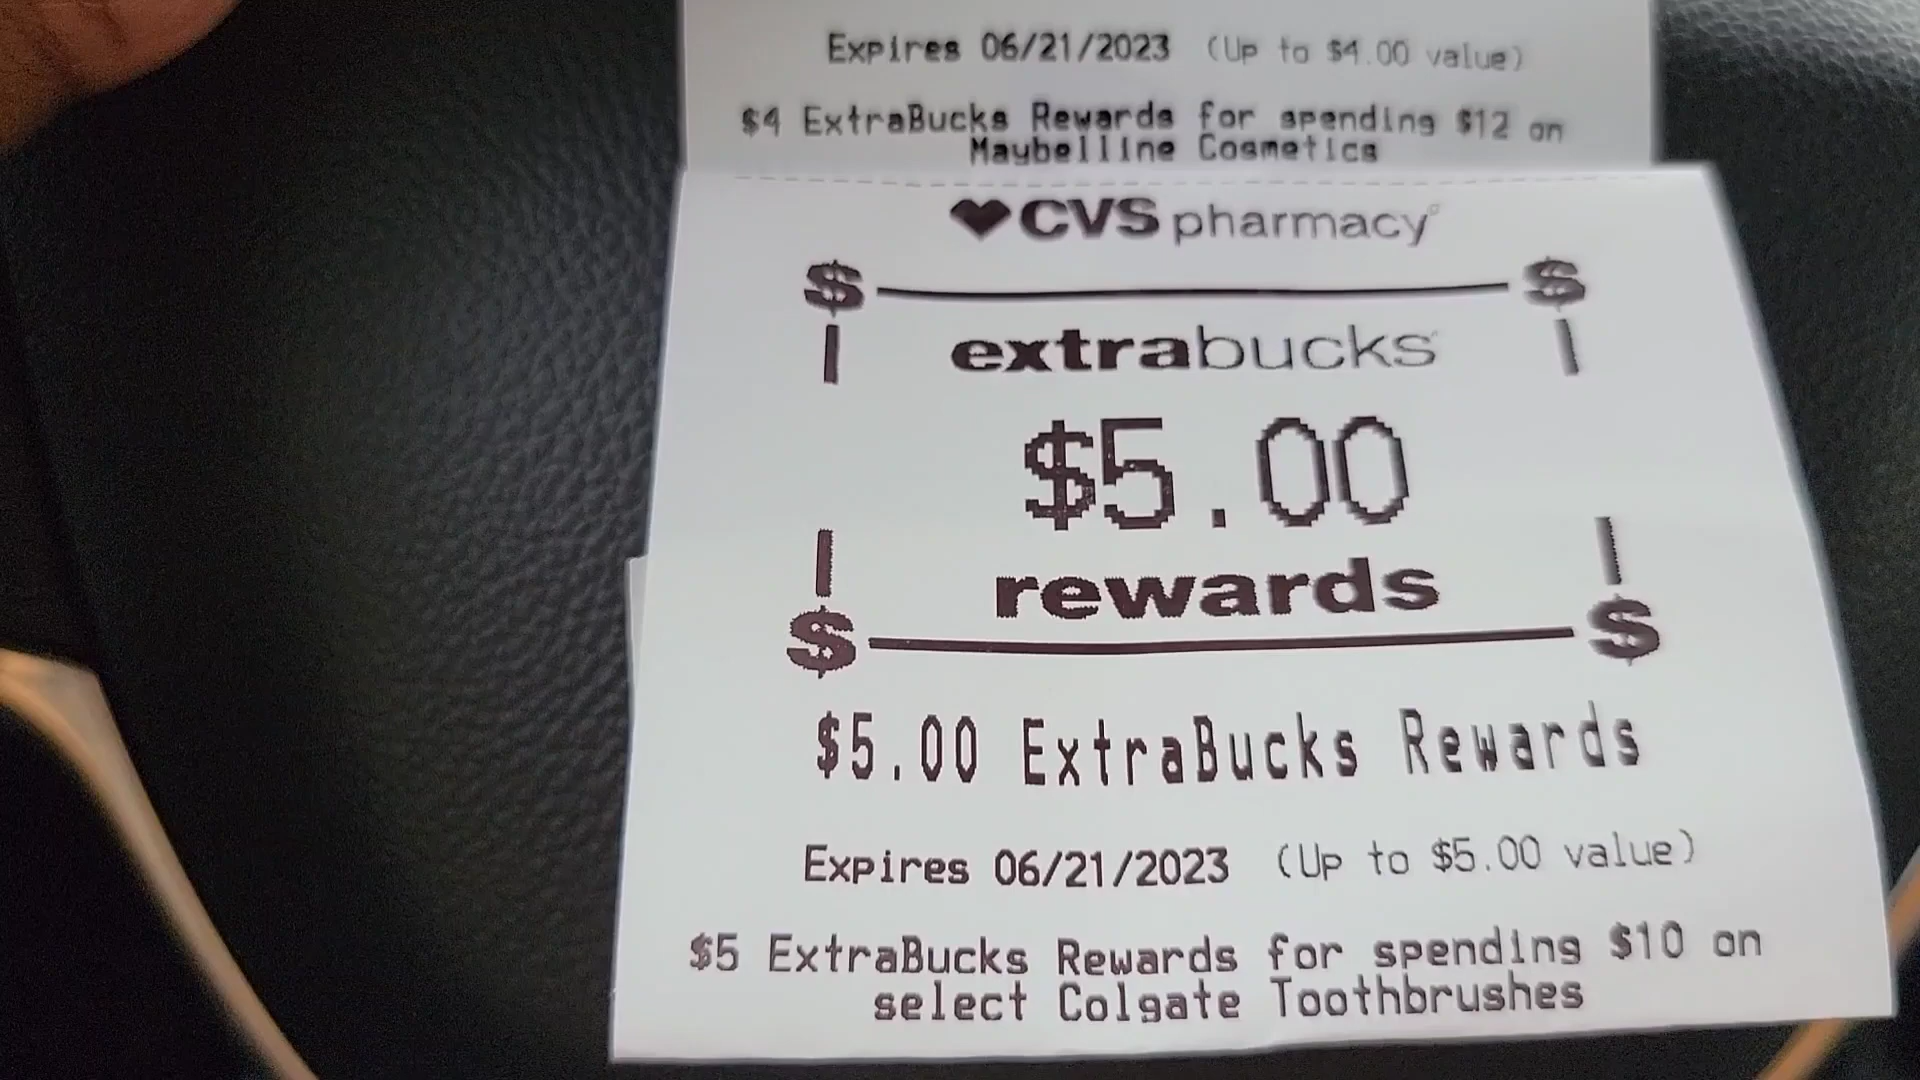 Expires 06/21/2023 (Up to $4.00 value)
$4 ExtraBucks Rewards for spending $12 on
Maybelline Cosmetics
CVS pharmacy®
$ $
extrabucks®
$5.00
rewards
$ $
$5.00 ExtraBucks Rewards
Expires 06/21/2023 (Up to $5.00 value)
$5 ExtraBucks Rewards for spending $10 on
select Colgate Toothbrushes